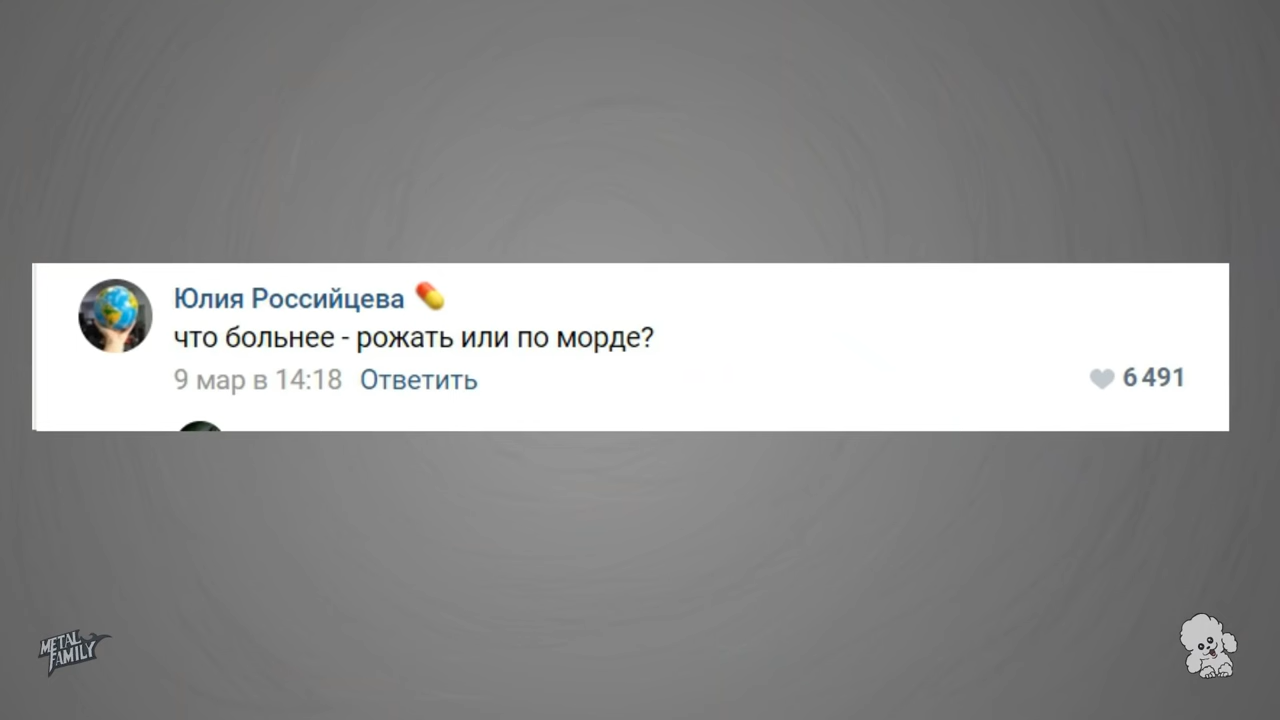 Юлия Российцева 💊
что больнее - рожать или по морде?
9 мар в 14:18 Ответить
6 491
METAL
FAMILY